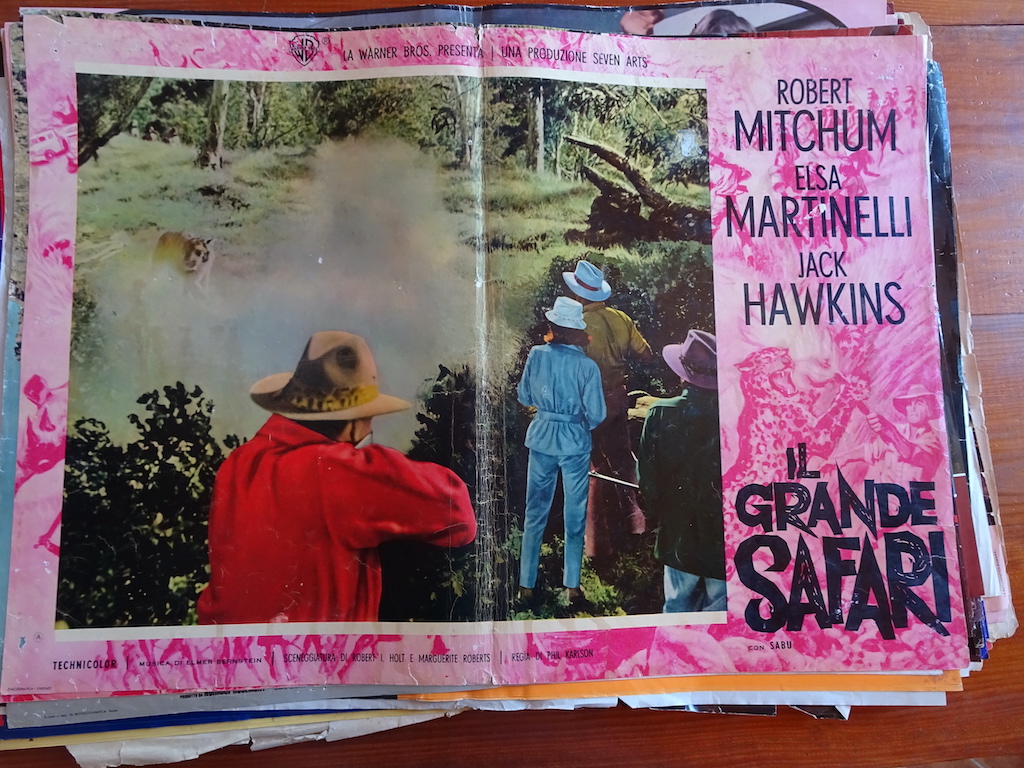 LA WARNER BROS. PRESENTA | UNA PRODUZIONE SEVEN ARTS
ROBERT
MITCHUM
ELSA
MARTINELLI
JACK
HAWKINS
IL
GRANDE
SAFARI
CON SABU
TECHNICOLOR | MUSICA DI ELMER BERNSTEIN | SCENEGGIATURA DI ROBERT I. HOLT E MARGUERITE ROBERTS | REGIA DI PHIL KARLSON